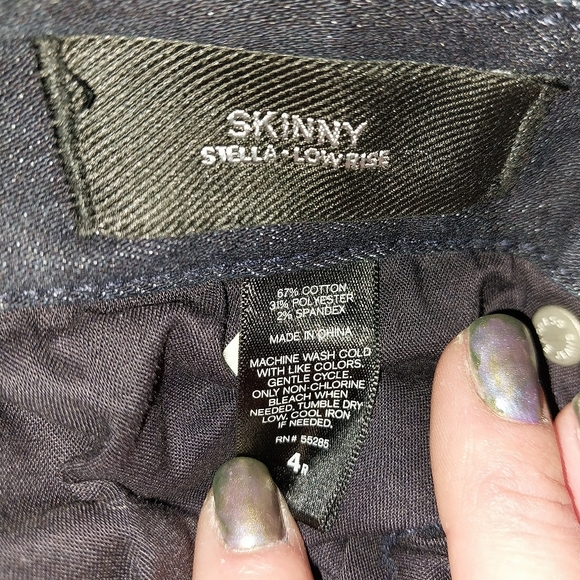 SKINNY
STELLA • LOW RISE
67% COTTON
31% POLYESTER
2% SPANDEX
MADE IN CHINA
MACHINE WASH COLD
WITH LIKE COLORS.
GENTLE CYCLE.
ONLY NON-CHLORINE
BLEACH WHEN
NEEDED. TUMBLE DRY
LOW. COOL IRON
IF NEEDED.
RN# 55285
4R